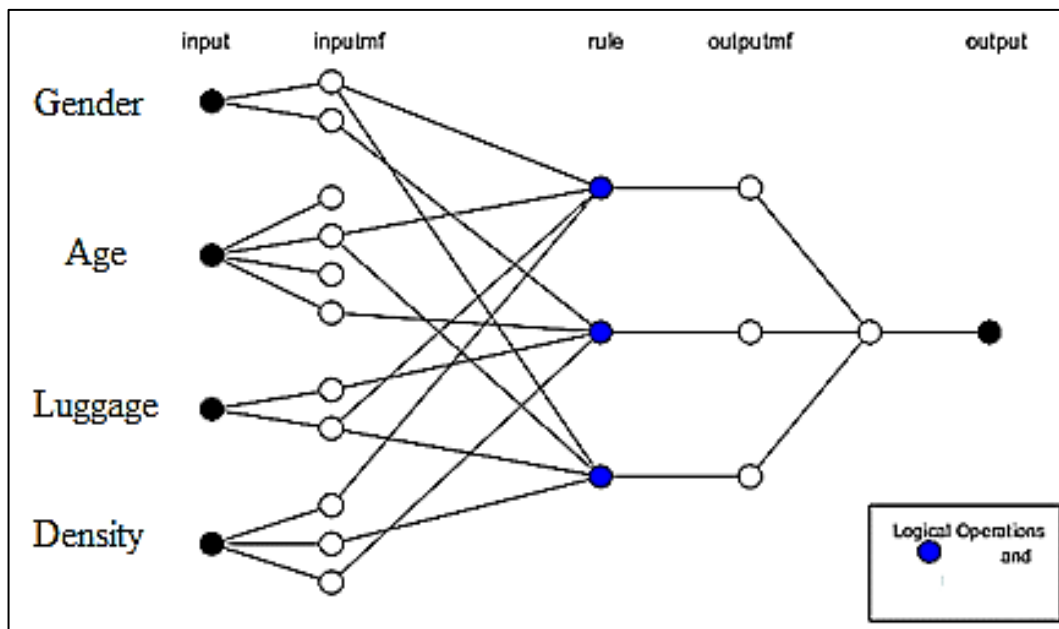 input inputmf rule outputmf output
Gender
Age
Luggage
Density
Logical Operations
and